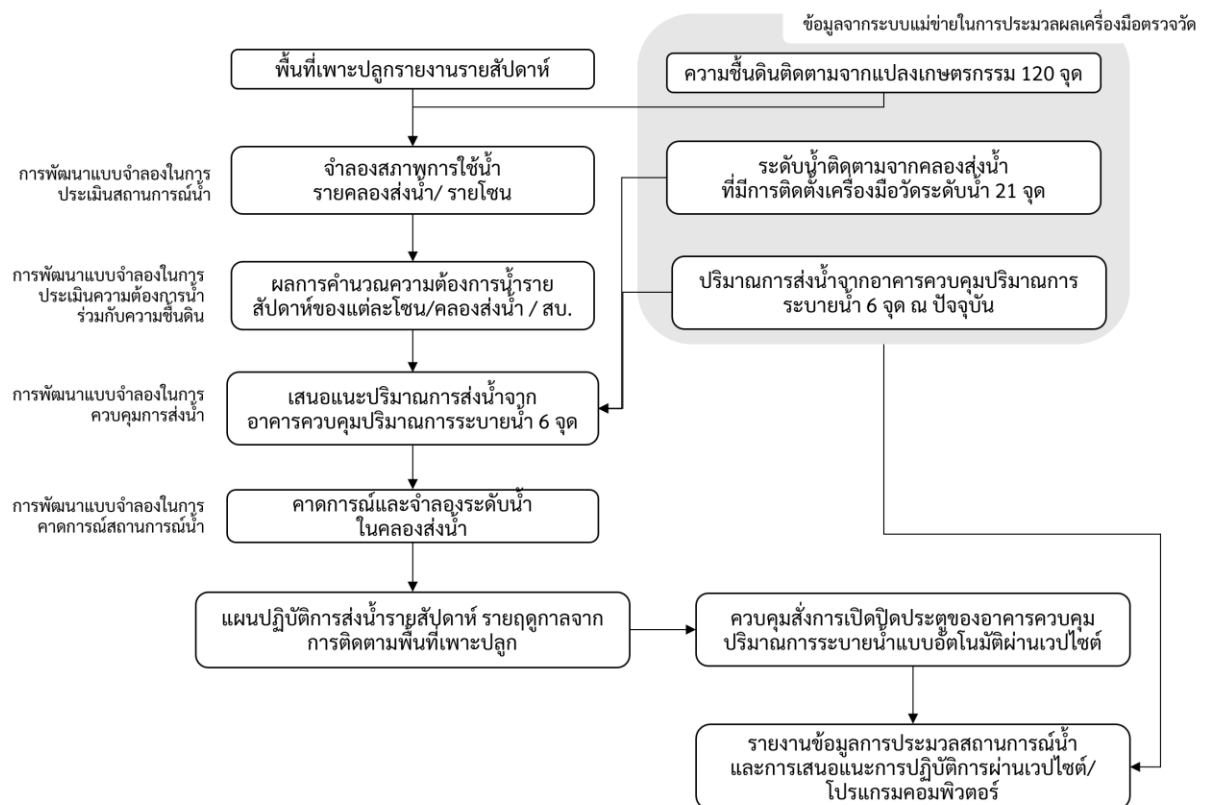 ข้อมูลจากระบบแม่ข่ายในการประมวลผลเครื่องมือตรวจวัด
พื้นที่เพาะปลูกรายงานรายสัปดาห์
ความชื้นดินติดตามจากแปลงเกษตรกรรม 120 จุด
การพัฒนาแบบจำลองในการ
ประเมินสถานการณ์น้ำ
จำลองสภาพการใช้น้ำ
รายคลองส่งน้ำ/ รายโซน
ระดับน้ำติดตามจากคลองส่งน้ำ
ที่มีการติดตั้งเครื่องมือวัดระดับน้ำ 21 จุด
การพัฒนาแบบจำลองในการ
ประเมินความต้องการน้ำ
ร่วมกับความชื้นดิน
ผลการคำนวณความต้องการน้ำราย
สัปดาห์ของแต่ละโซน/คลองส่งน้ำ / สบ.
ปริมาณการส่งน้ำจากอาคารควบคุมปริมาณการ
ระบายน้ำ 6 จุด ณ ปัจจุบัน
การพัฒนาแบบจำลองในการ
ควบคุมการส่งน้ำ
เสนอแนะปริมาณการส่งน้ำจาก
อาคารควบคุมปริมาณการระบายน้ำ 6 จุด
การพัฒนาแบบจำลองในการ
คาดการณ์สถานการณ์น้ำ
คาดการณ์และจำลองระดับน้ำ
ในคลองส่งน้ำ
แผนปฏิบัติการส่งน้ำรายสัปดาห์ รายฤดูกาลจาก
การติดตามพื้นที่เพาะปลูก
ควบคุมสั่งการเปิดปิดประตูของอาคารควบคุม
ปริมาณการระบายน้ำแบบอัตโนมัติผ่านเวปไซต์
รายงานข้อมูลการประมวลสถานการณ์น้ำ
และการเสนอแนะการปฏิบัติการผ่านเวปไซต์/
โปรแกรมคอมพิวตอร์